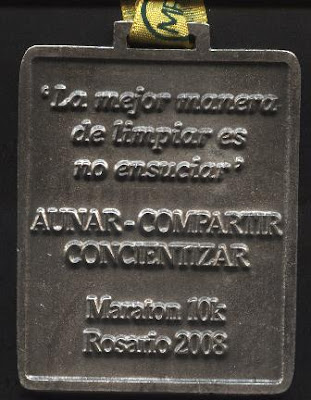 'La mejor manera
de limpiar es
no ensuciar'
AUNAR - COMPARTIR
CONCIENTIZAR
Maraton 10k
Rosario 2008